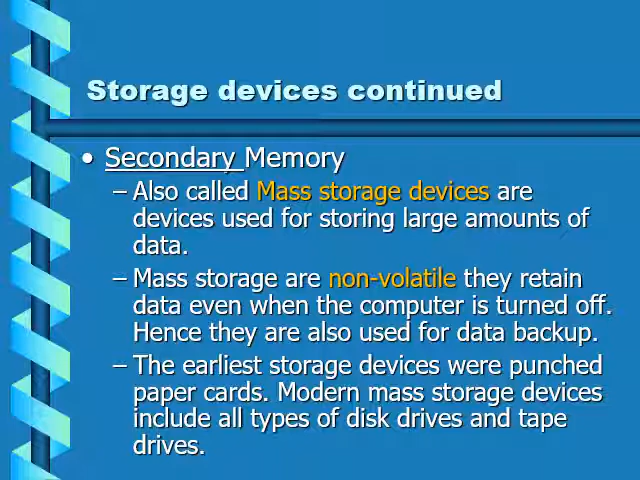 Storage devices continued
• Secondary Memory
– Also called Mass storage devices are
devices used for storing large amounts of
data.
– Mass storage are non-volatile they retain
data even when the computer is turned off.
Hence they are also used for data backup.
– The earliest storage devices were punched
paper cards. Modern mass storage devices
include all types of disk drives and tape
drives.